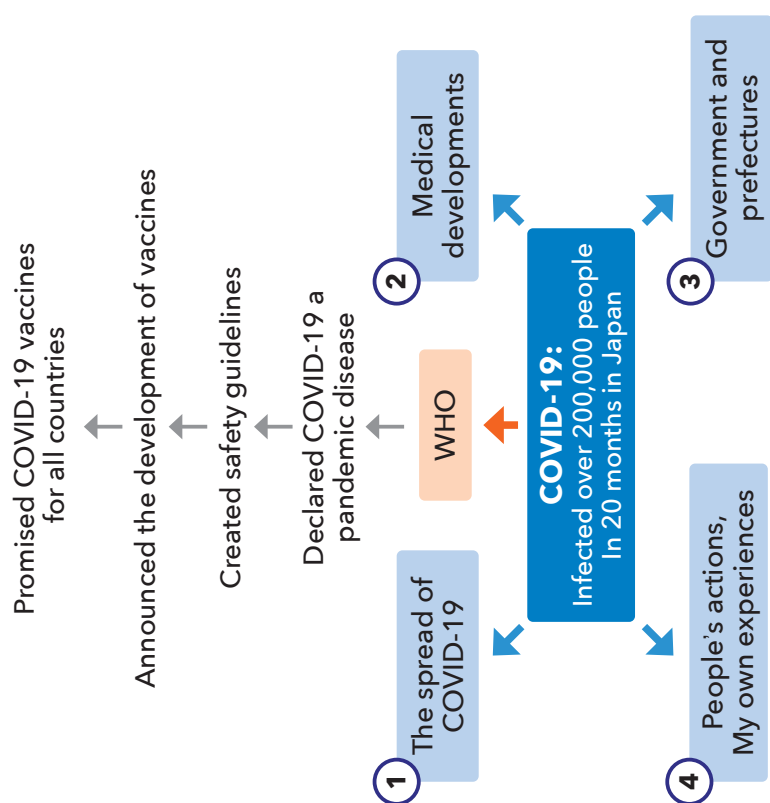 Promised COVID-19 vaccines
for all countries
Announced the development of vaccines
Created safety guidelines
Declared COVID-19 a
pandemic disease
1
The spread of
COVID-19
WHO
2
Medical
developments
COVID-19:
Infected over 200,000 people
In 20 months in Japan
4
People's actions,
My own experiences
3
Government and
prefectures